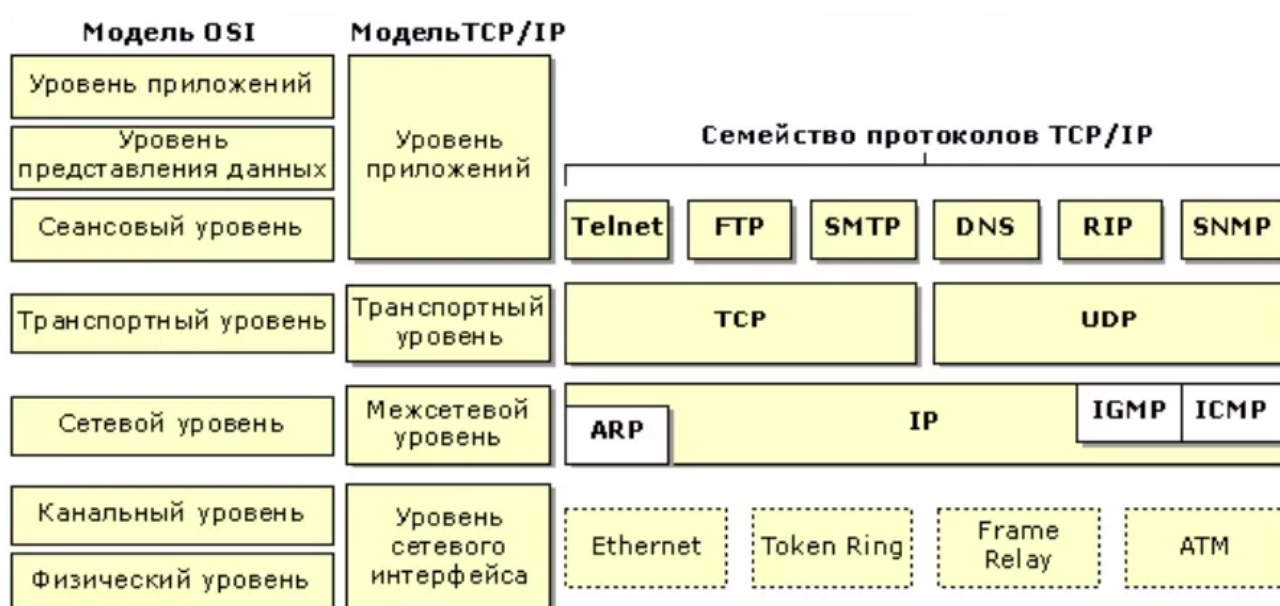 Модель OSI
МодельTCP/IP
Уровень приложений
Уровень
представления данных
Сеансовый уровень
Уровень
приложений
Семейство протоколов TCP/IP
Telnet FTP SMTP DNS RIP SNMP
Транспортный уровень
Транспортный
уровень
TCP UDP
Сетевой уровень
Межсетевой
уровень
ARP IP IGMP ICMP
Канальный уровень
Физический уровень
Уровень
сетевого
интерфейса
Ethernet Token Ring Frame
Relay ATM